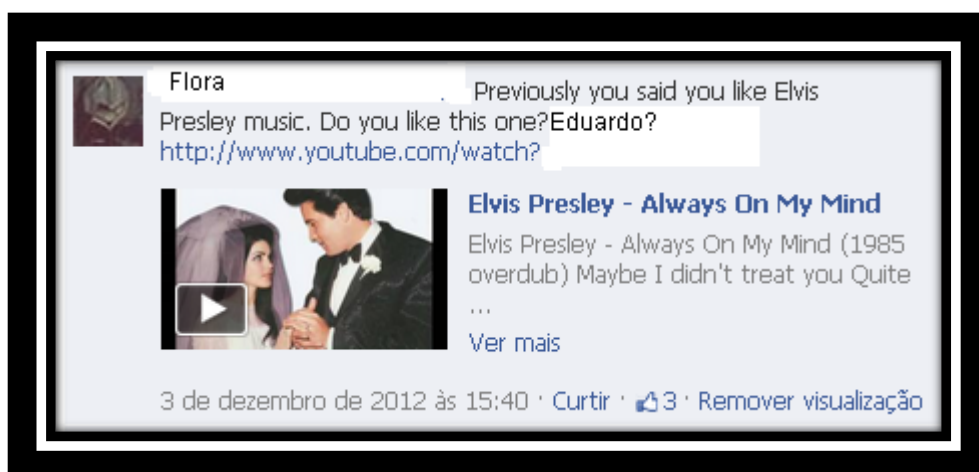 Flora
Previously you said you like Elvis
Presley music. Do you like this one?Eduardo?
http://www.youtube.com/watch?
Elvis Presley - Always On My Mind
Elvis Presley - Always On My Mind (1985
overdub) Maybe I didn't treat you Quite
...
Ver mais
3 de dezembro de 2012 às 15:40 · Curtir · 3 · Remover visualização